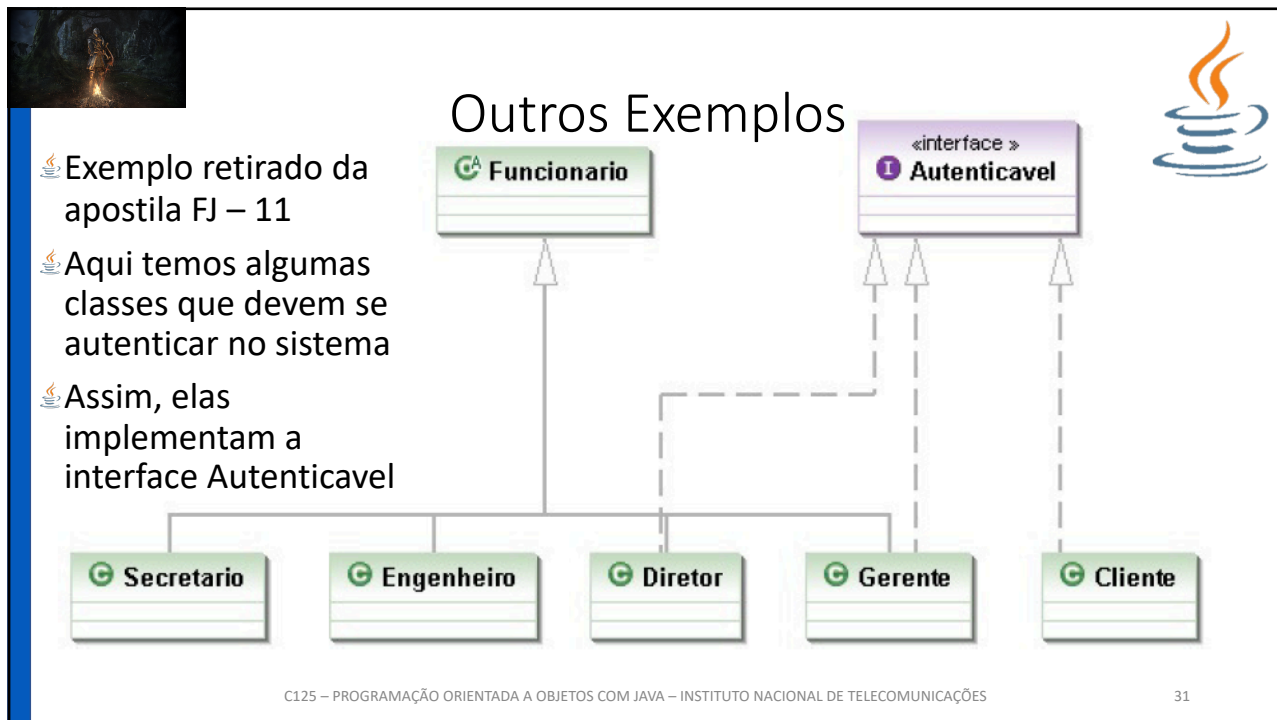 Outros Exemplos
Exemplo retirado da
apostila FJ – 11
Aqui temos algumas
classes que devem se
autenticar no sistema
Assim, elas
implementam a
interface Autenticavel
C A Funcionario
«interface »
I Autenticavel
C Secretario
C Engenheiro
C Diretor
C Gerente
C Cliente
C125 – PROGRAMAÇÃO ORIENTADA A OBJETOS COM JAVA – INSTITUTO NACIONAL DE TELECOMUNICAÇÕES
31